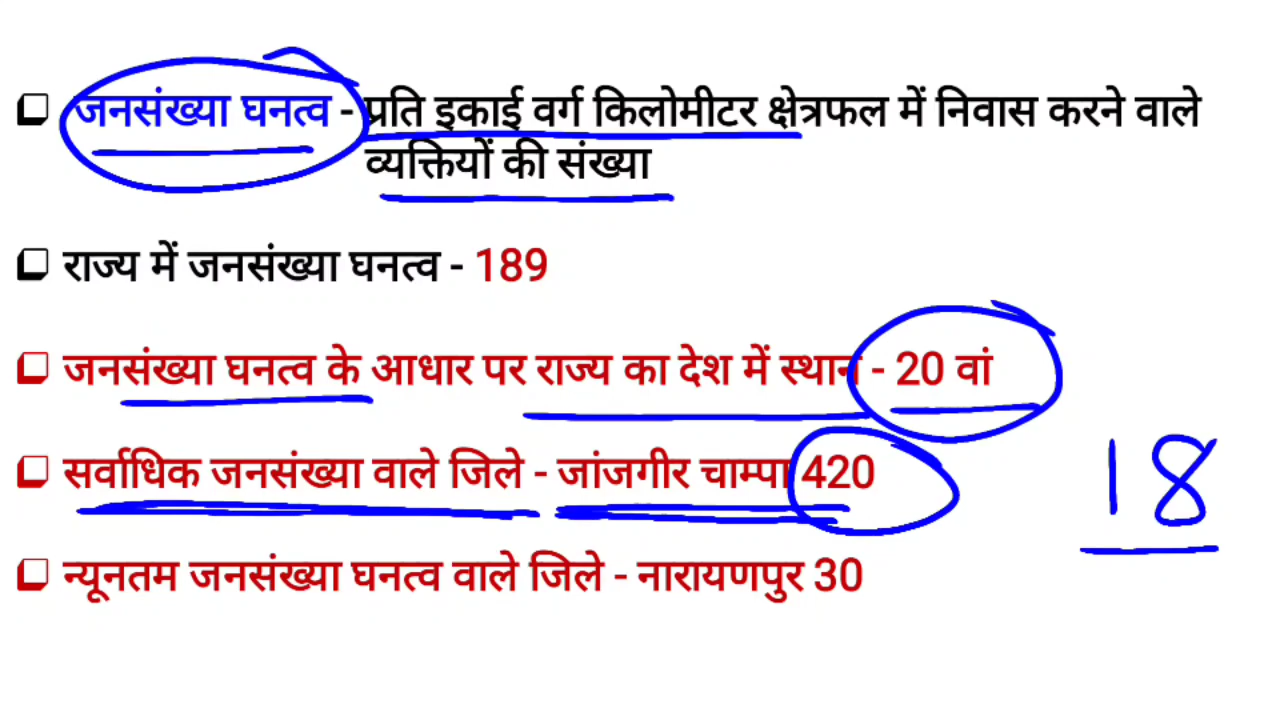 ❑ जनसंख्या घनत्व - प्रति इकाई वर्ग किलोमीटर क्षेत्रफल में निवास करने वाले
व्यक्तियों की संख्या
❑ राज्य में जनसंख्या घनत्व - 189
❑ जनसंख्या घनत्व के आधार पर राज्य का देश में स्थान - 20 वां
❑ सर्वाधिक जनसंख्या वाले जिले - जांजगीर चाम्पा 420
18
❑ न्यूनतम जनसंख्या घनत्व वाले जिले - नारायणपुर 30